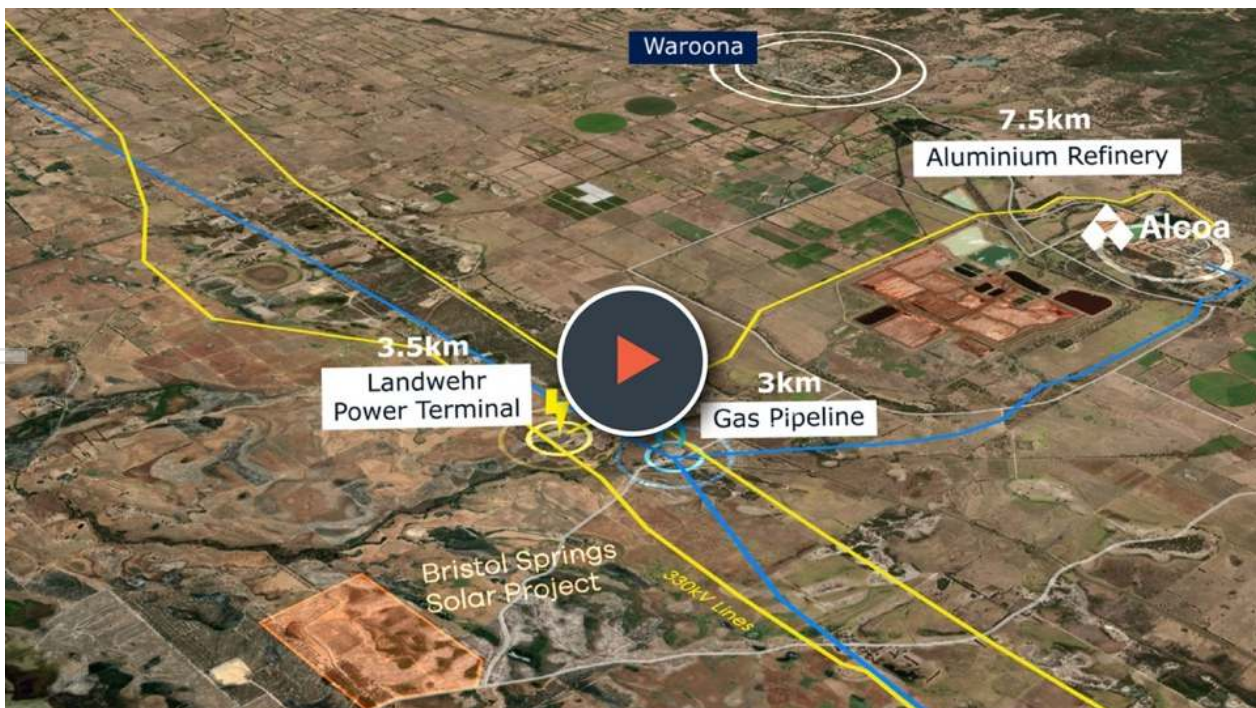 Waroona
7.5km
Aluminium Refinery
Alcoa
3.5km
Landwehr
Power Terminal
3km
Gas Pipeline
Bristol Springs
Solar Project
330kV Lines